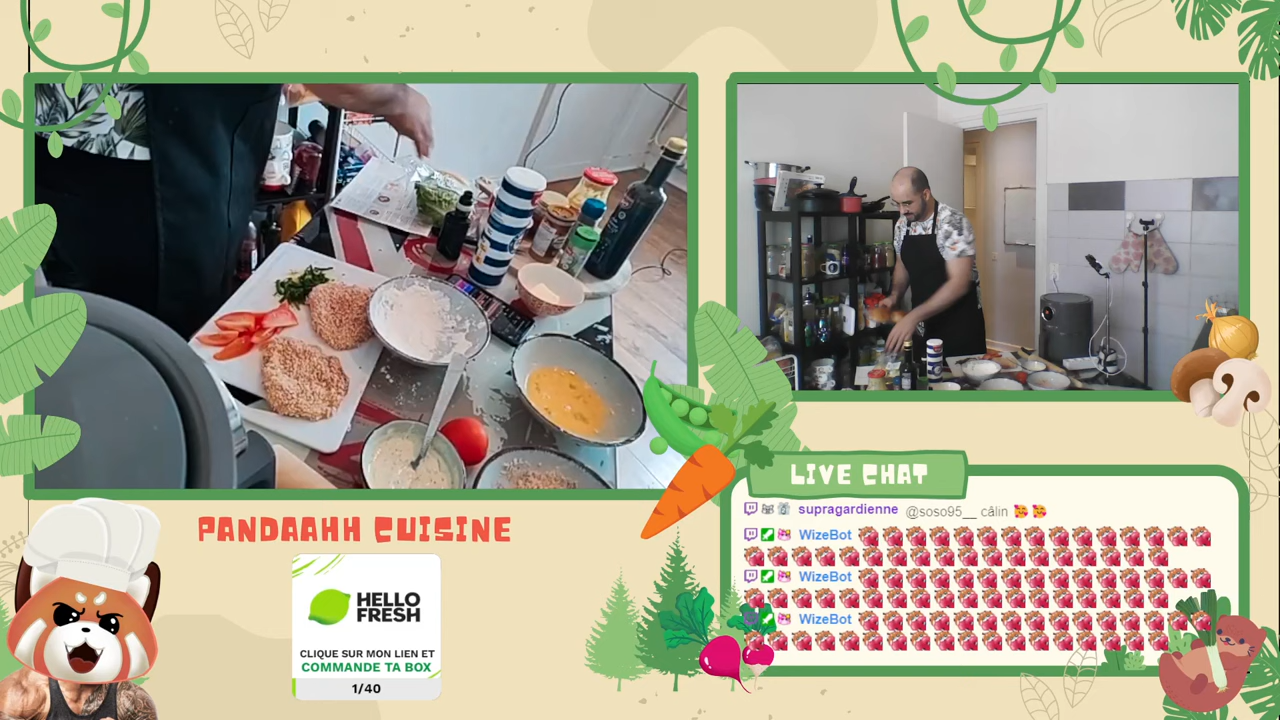 LIVE CHAT
supragardienne @soso95__ câlin
WizeBot
WizeBot
WizeBot
PANDAAHH CUISINE
HELLO
FRESH
CLIQUE SUR MON LIEN ET
COMMANDE TA BOX
1/40